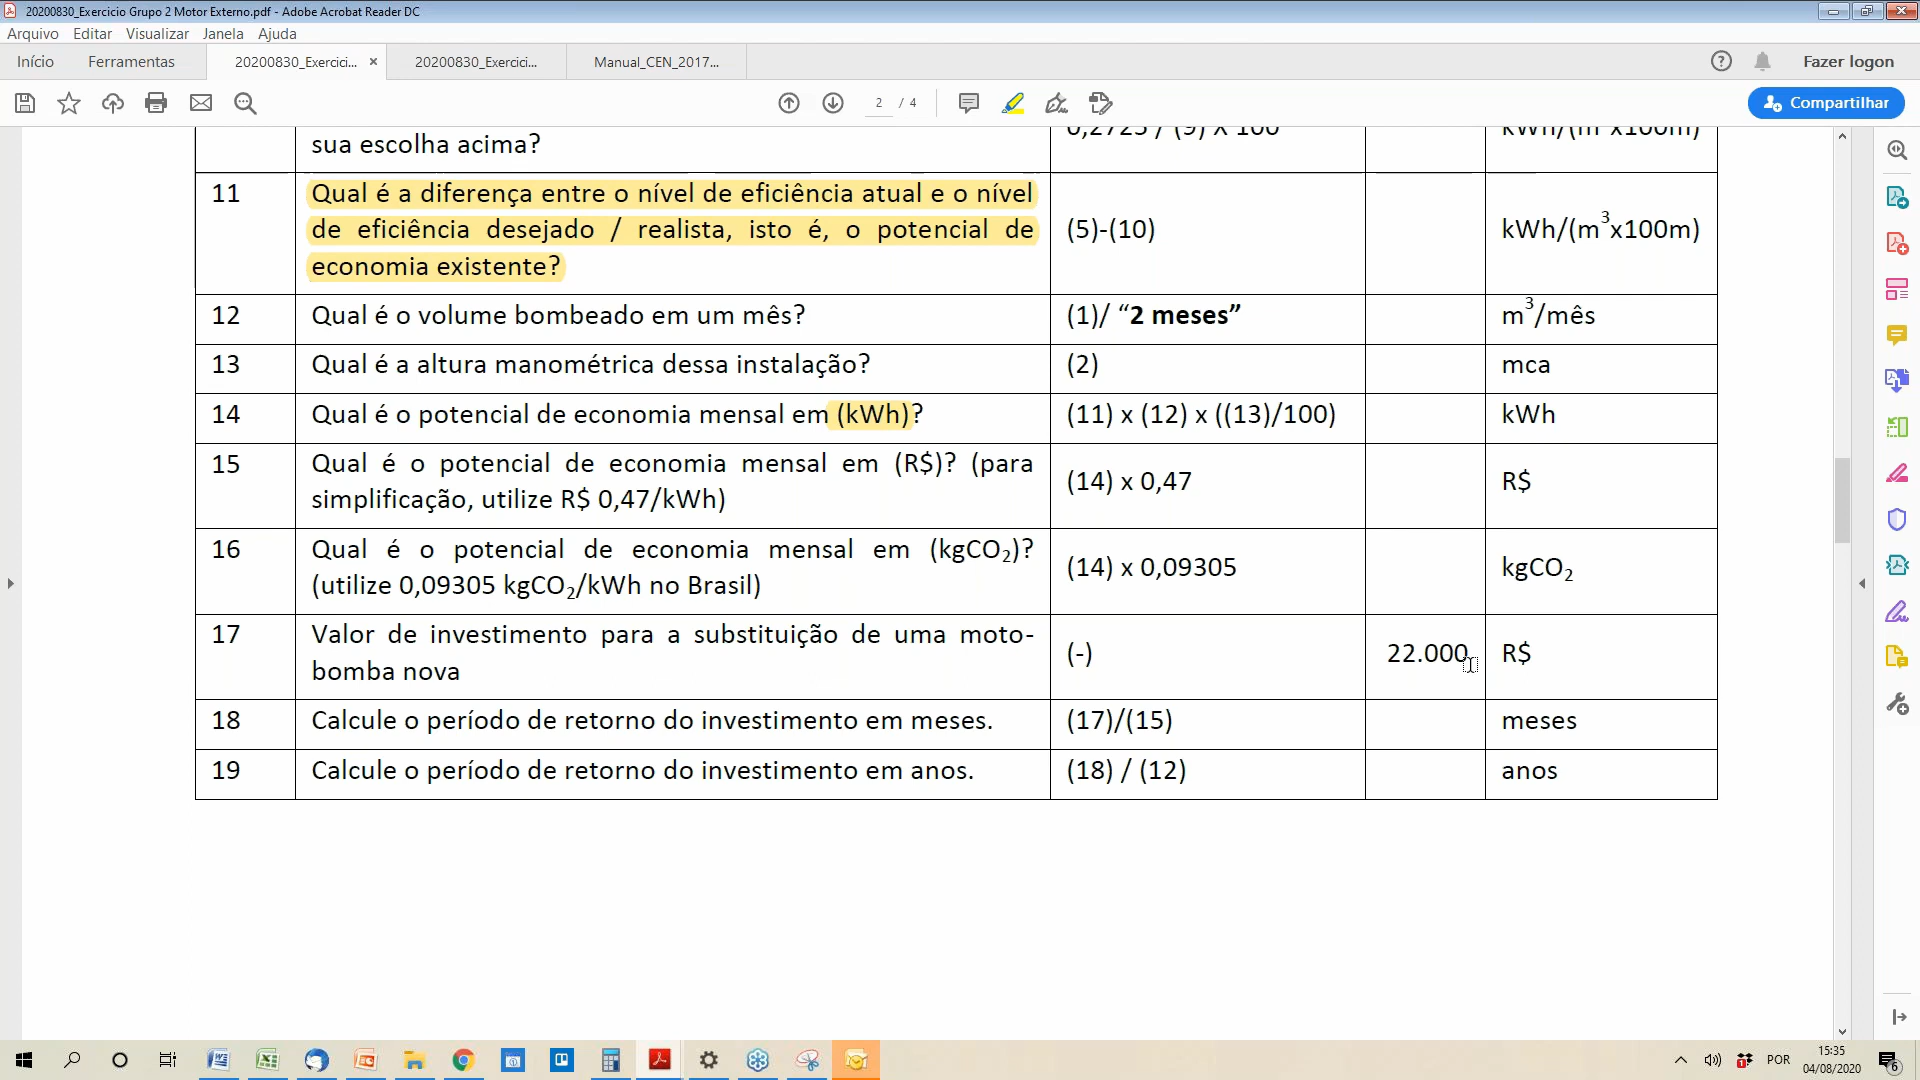 20200830_Exercicio Grupo 2 Motor Externo.pdf - Adobe Acrobat Reader DC
Arquivo Editar Visualizar Janela Ajuda
Início Ferramentas 20200830_Exercici... × 20200830_Exercici... Manual_CEN_2017... Fazer logon
2 / 4 Compartilhar
sua escolha acima? 0,2725 / (9) X 100 kWh/(m³x100m)
11 Qual é a diferença entre o nível de eficiência atual e o nível
de eficiência desejado / realista, isto é, o potencial de
economia existente? (5)-(10) kWh/(m³x100m)
12 Qual é o volume bombeado em um mês? (1)/ “2 meses” m³/mês
13 Qual é a altura manométrica dessa instalação? (2) mca
14 Qual é o potencial de economia mensal em (kWh)? (11) x (12) x ((13)/100) kWh
15 Qual é o potencial de economia mensal em (R$)? (para
simplificação, utilize R$ 0,47/kWh) (14) x 0,47 R$
16 Qual é o potencial de economia mensal em (kgCO₂)?
(utilize 0,09305 kgCO₂/kWh no Brasil) (14) x 0,09305 kgCO₂
17 Valor de investimento para a substituição de uma moto-
bomba nova (-) 22.000 R$
18 Calcule o período de retorno do investimento em meses. (17)/(15) meses
19 Calcule o período de retorno do investimento em anos. (18) / (12) anos
POR
15:35
04/08/2020
6